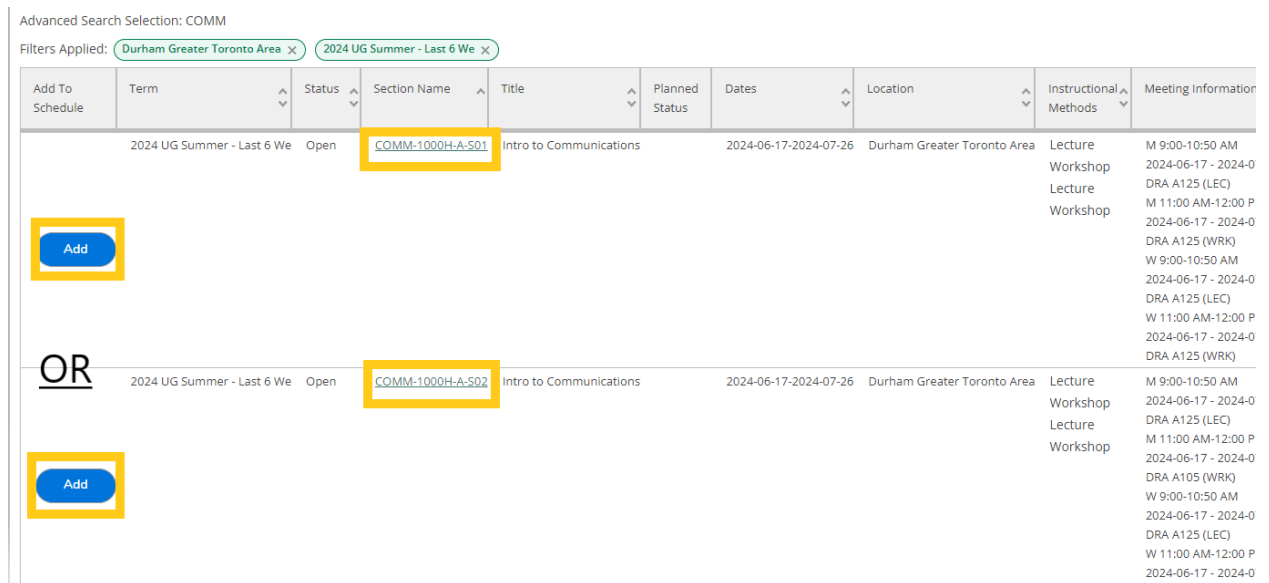 Advanced Search Selection: COMM
Filters Applied: Durham Greater Toronto Area × 2024 UG Summer - Last 6 We ×
Add To Schedule Term Status Section Name Title Planned Status Dates Location Instructional Methods Meeting Information
2024 UG Summer - Last 6 We Open COMM-1000H-A-S01 Intro to Communications 2024-06-17-2024-07-26 Durham Greater Toronto Area Lecture M 9:00-10:50 AM
Workshop 2024-06-17 - 2024-0
Lecture DRA A125 (LEC)
Workshop M 11:00 AM-12:00 P
2024-06-17 - 2024-0
Add DRA A125 (WRK)
W 9:00-10:50 AM
2024-06-17 - 2024-0
DRA A125 (LEC)
W 11:00 AM-12:00 P
2024-06-17 - 2024-0
DRA A125 (WRK)
OR
2024 UG Summer - Last 6 We Open COMM-1000H-A-S02 Intro to Communications 2024-06-17-2024-07-26 Durham Greater Toronto Area Lecture M 9:00-10:50 AM
Workshop 2024-06-17 - 2024-0
Lecture DRA A125 (LEC)
Workshop M 11:00 AM-12:00 P
2024-06-17 - 2024-0
Add DRA A105 (WRK)
W 9:00-10:50 AM
2024-06-17 - 2024-0
DRA A125 (LEC)
W 11:00 AM-12:00 P
2024-06-17 - 2024-0